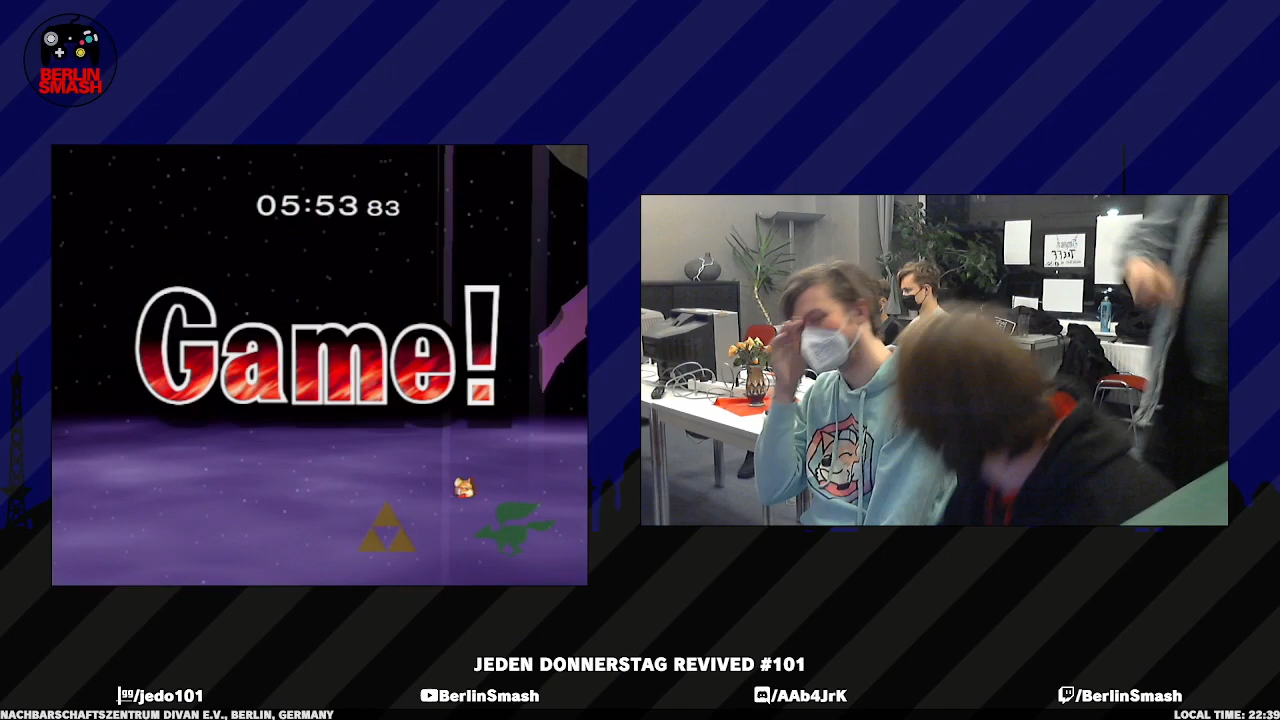 BERLIN
SMASH
05:53 83
Game!
JEDEN DONNERSTAG REVIVED #101
/jedo101
BerlinSmash
/AAb4JrK
/BerlinSmash
NACHBARSCHAFTSZENTRUM DIVAN E.V., BERLIN, GERMANY
LOCAL TIME: 22:39